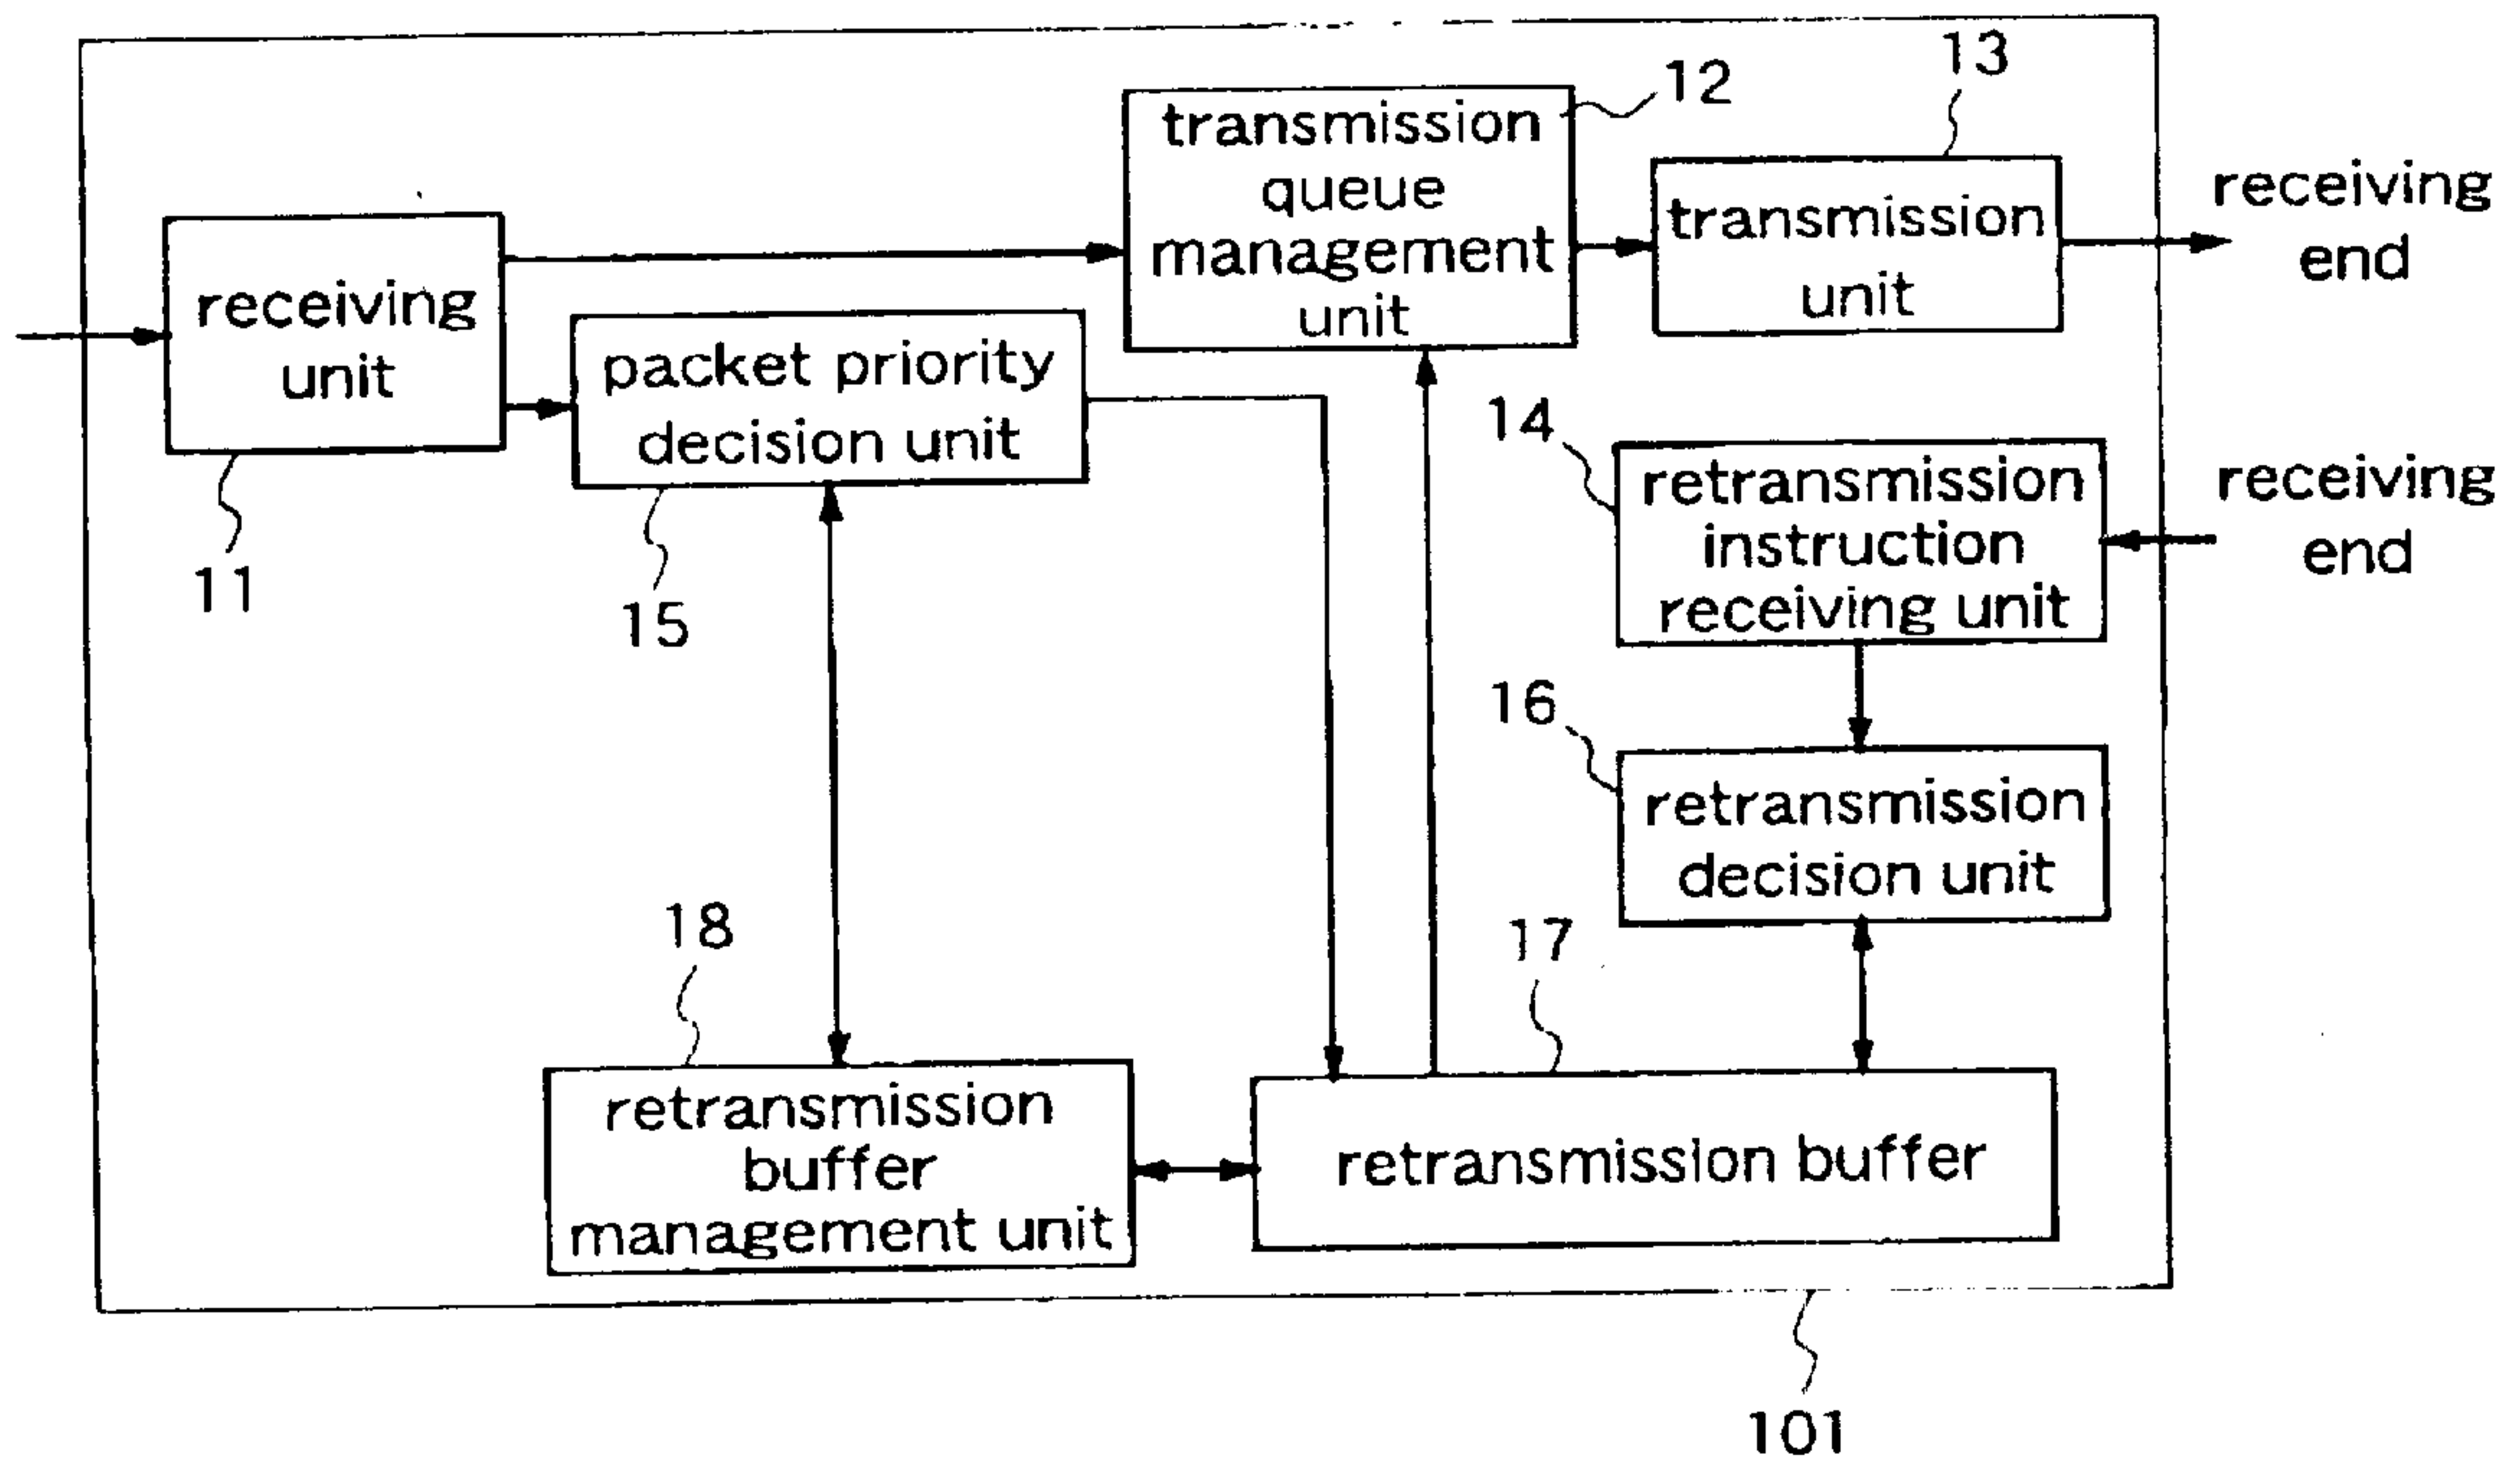 13
12
transmission
queue
management
unit
transmission
unit
receiving
end
receiving
unit
11
packet priority
decision unit
15
14
retransmission
instruction
receiving unit
receiving
end
16
retransmission
decision unit
18
retransmission
buffer
management unit
17
retransmission buffer
101